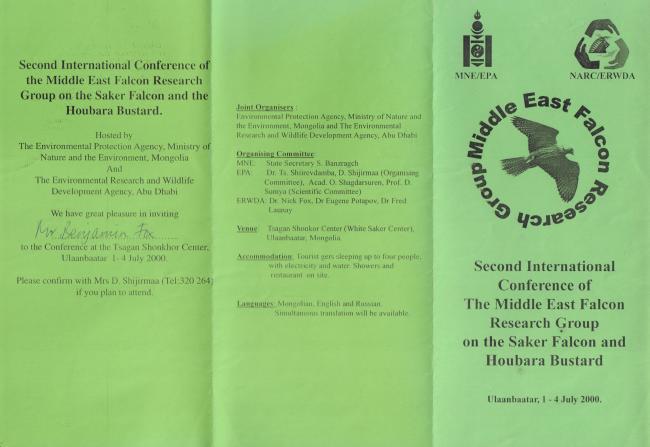 Second International Conference of
the Middle East Falcon Research
Group on the Saker Falcon and the
Houbara Bustard.
Hosted by
The Environmental Protection Agency, Ministry of
Nature and the Environment, Mongolia
And
The Environmental Research and Wildlife
Development Agency, Abu Dhabi
We have great pleasure in inviting
Mr Benjamin Fox
to the Conference at the Tsagan Shonkhor Center,
Ulaanbaatar 1- 4 July 2000.
Please confirm with Mrs D. Shijirmaa (Tel:320 264)
if you plan to attend.
Joint Organisers :
Environmental Protection Agency, Ministry of Nature and
the Environment, Mongolia and The Environmental
Research and Wildlife Development Agency, Abu Dhabi
Organising Committee:
MNE: State Secretary S. Banzragch
EPA: Dr. Ts. Shiirevdamba, D. Shijirmaa (Organising
Committee), Acad. O. Shagdarsuren, Prof. D.
Sumya (Scientific Committee)
ERWDA: Dr. Nick Fox, Dr Eugene Potapov, Dr Fred
Launay
Venue: Tsagan Shonkor Center (White Saker Center),
Ulaanbaatar, Mongolia.
Accommodation: Tourist gers sleeping up to four people,
with electricity and water. Showers and
restaurant on site.
Languages: Mongolian, English and Russian.
Simultaneous translation will be available.
MNE/EPA
NARC/ERWDA
Middle East Falcon Research Group
Second International
Conference of
The Middle East Falcon
Research Group
on the Saker Falcon and
Houbara Bustard
Ulaanbaatar, 1 - 4 July 2000.